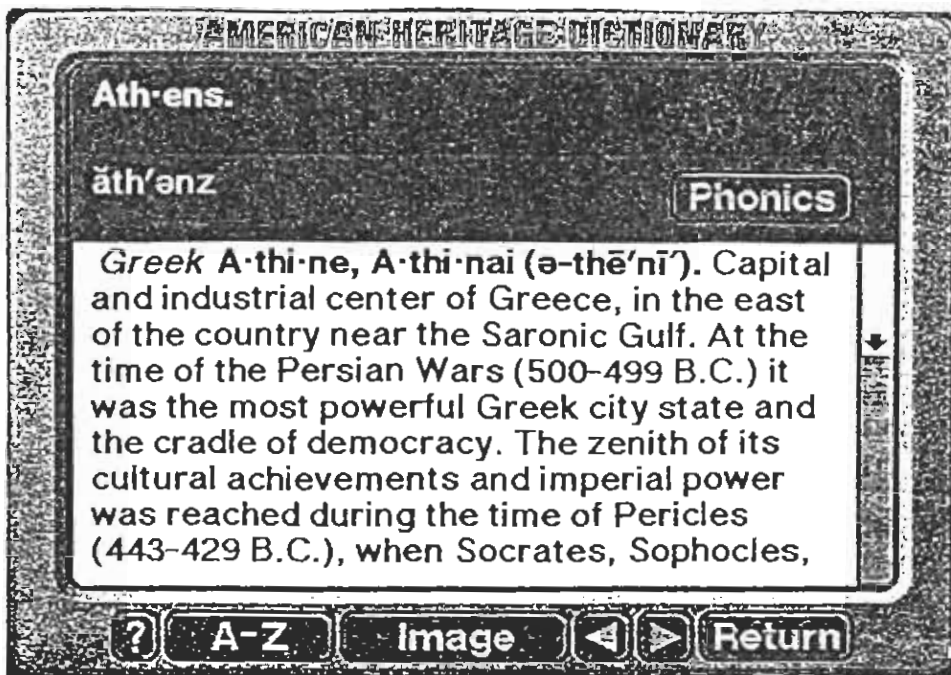 AMERICAN HERITAGE DICTIONARY
Ath·ens.
ăth′ənz
Phonics
Greek A·thi·ne, A·thi·nai (ə-thē′nī′). Capital
and industrial center of Greece, in the east
of the country near the Saronic Gulf. At the
time of the Persian Wars (500-499 B.C.) it
was the most powerful Greek city state and
the cradle of democracy. The zenith of its
cultural achievements and imperial power
was reached during the time of Pericles
(443-429 B.C.), when Socrates, Sophocles,
? A-Z Image Return